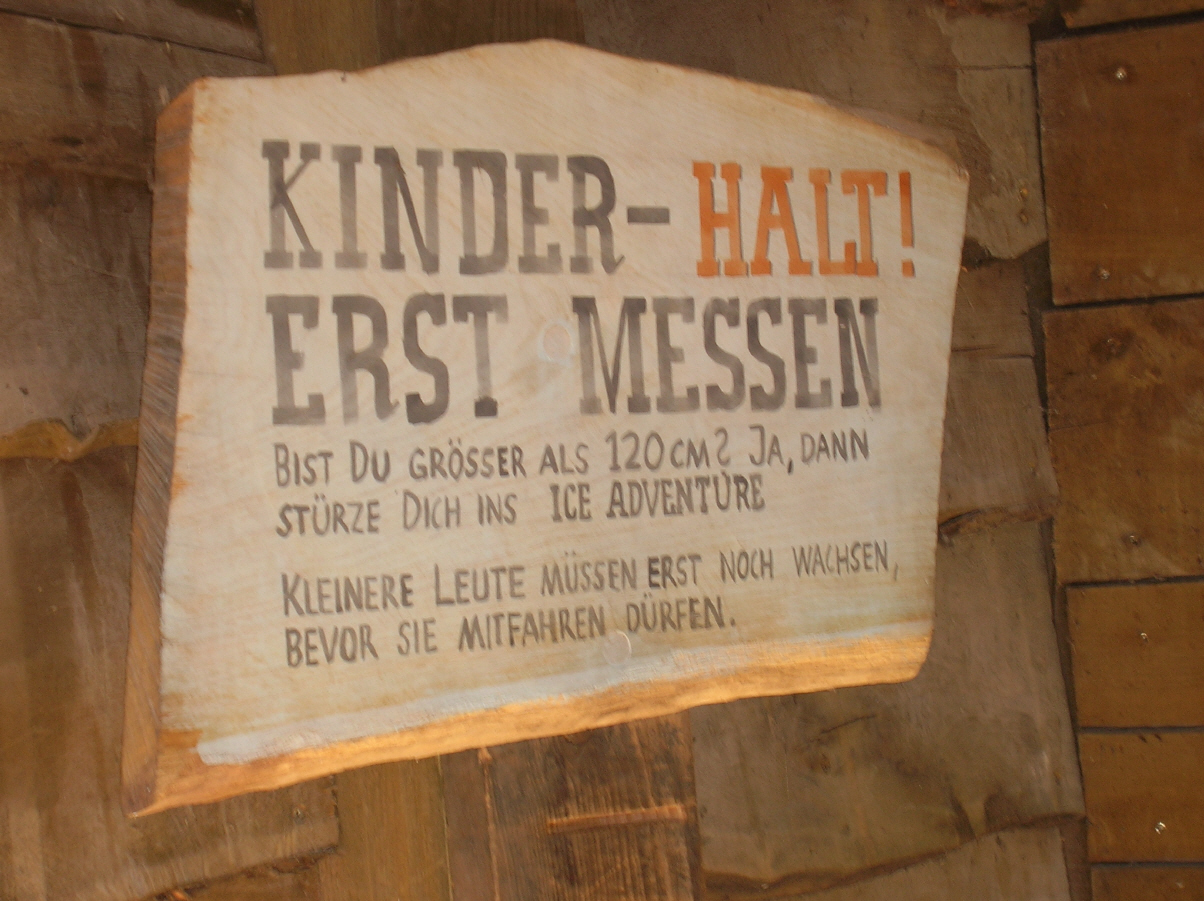 KINDER-HALT!
ERST MESSEN
BIST DU GRÖSSER ALS 120CM? JA, DANN
STÜRZE DICH INS ICE ADVENTURE
KLEINERE LEUTE MÜSSEN ERST NOCH WACHSEN,
BEVOR SIE MITFAHREN DÜRFEN.